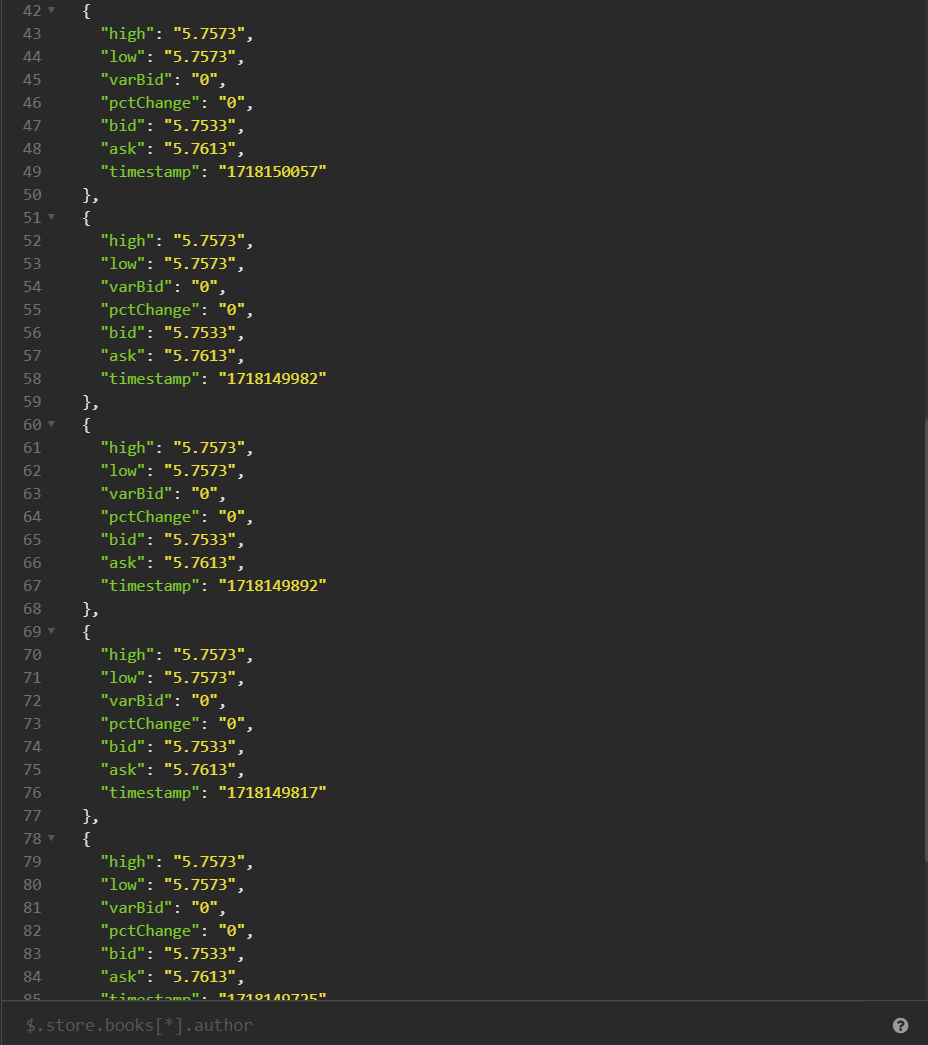 42 {
43 "high": "5.7573",
44 "low": "5.7573",
45 "varBid": "0",
46 "pctChange": "0",
47 "bid": "5.7533",
48 "ask": "5.7613",
49 "timestamp": "1718150057"
50 },
51 {
52 "high": "5.7573",
53 "low": "5.7573",
54 "varBid": "0",
55 "pctChange": "0",
56 "bid": "5.7533",
57 "ask": "5.7613",
58 "timestamp": "1718149982"
59 },
60 {
61 "high": "5.7573",
62 "low": "5.7573",
63 "varBid": "0",
64 "pctChange": "0",
65 "bid": "5.7533",
66 "ask": "5.7613",
67 "timestamp": "1718149892"
68 },
69 {
70 "high": "5.7573",
71 "low": "5.7573",
72 "varBid": "0",
73 "pctChange": "0",
74 "bid": "5.7533",
75 "ask": "5.7613",
76 "timestamp": "1718149817"
77 },
78 {
79 "high": "5.7573",
80 "low": "5.7573",
81 "varBid": "0",
82 "pctChange": "0",
83 "bid": "5.7533",
84 "ask": "5.7613",
85 "timestamp": "1718149725"
$.store.books[*].author ?